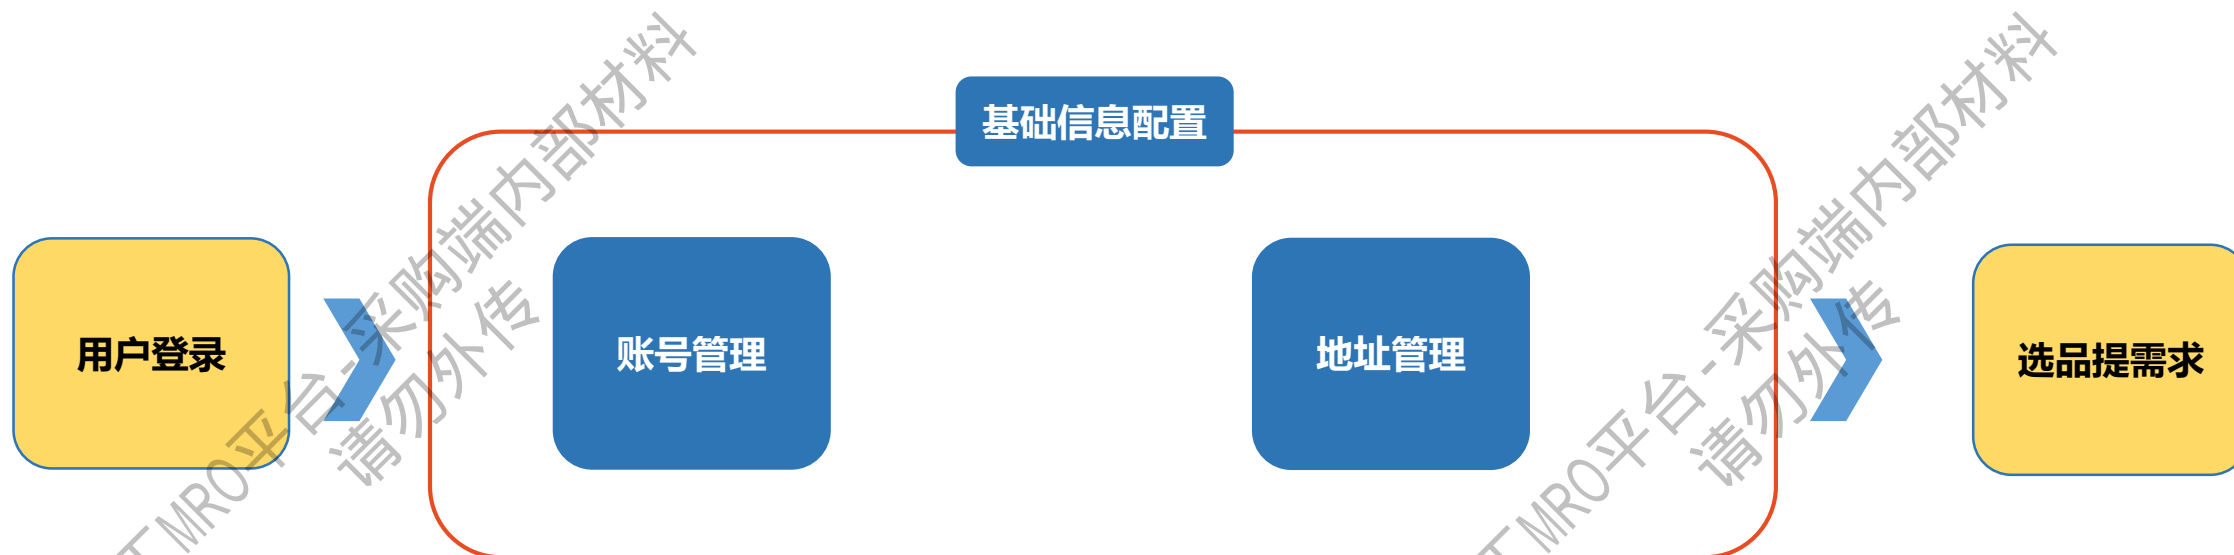 基础信息配置
用户登录
账号管理
地址管理
选品提需求
工MRO平台-采购端内部材料
请勿外传
工MRO平台-采购端内部材料
请勿外传